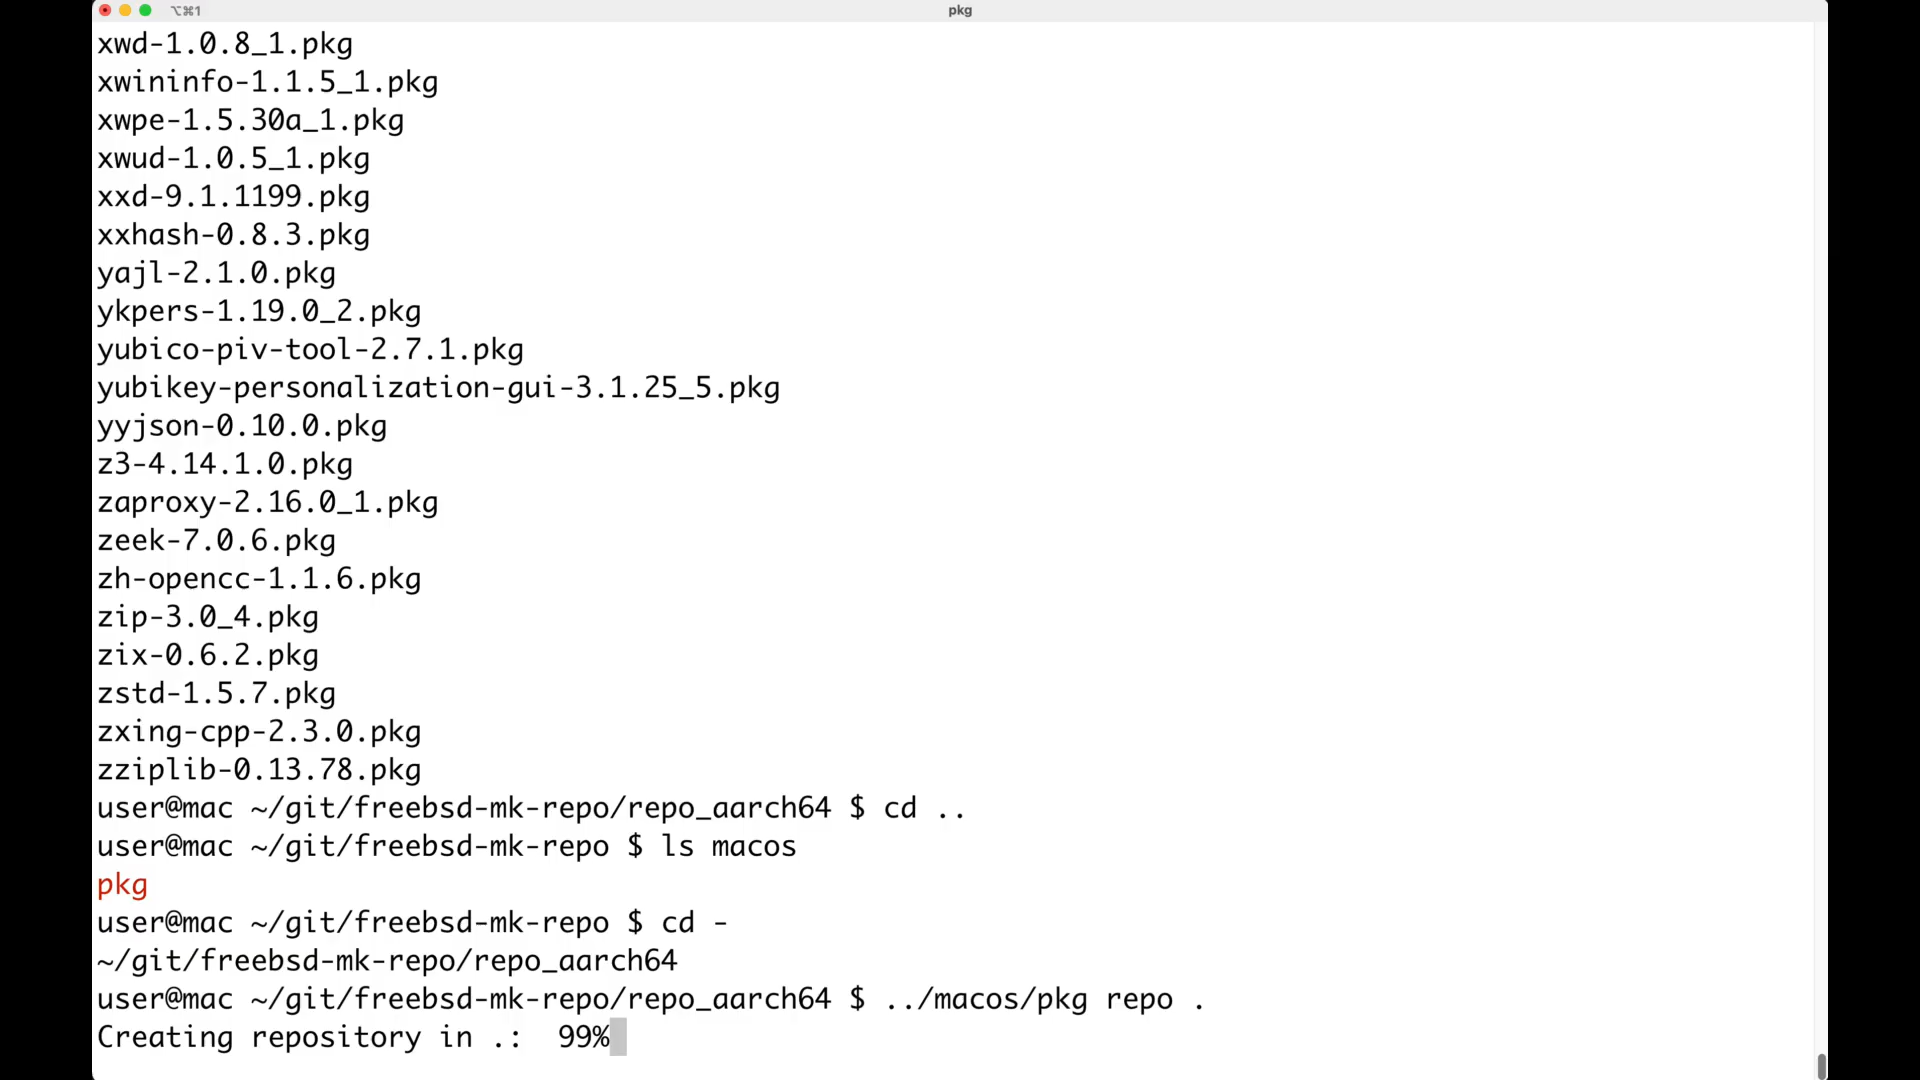 ⌥⌘1
pkg
xwd-1.0.8_1.pkg
xwininfo-1.1.5_1.pkg
xwpe-1.5.30a_1.pkg
xwud-1.0.5_1.pkg
xxd-9.1.1199.pkg
xxhash-0.8.3.pkg
yajl-2.1.0.pkg
ykpers-1.19.0_2.pkg
yubico-piv-tool-2.7.1.pkg
yubikey-personalization-gui-3.1.25_5.pkg
yyjson-0.10.0.pkg
z3-4.14.1.0.pkg
zaproxy-2.16.0_1.pkg
zeek-7.0.6.pkg
zh-opencc-1.1.6.pkg
zip-3.0_4.pkg
zix-0.6.2.pkg
zstd-1.5.7.pkg
zxing-cpp-2.3.0.pkg
zziplib-0.13.78.pkg
user@mac ~/git/freebsd-mk-repo/repo_aarch64 $ cd ..
user@mac ~/git/freebsd-mk-repo $ ls macos
pkg
user@mac ~/git/freebsd-mk-repo $ cd -
~/git/freebsd-mk-repo/repo_aarch64
user@mac ~/git/freebsd-mk-repo/repo_aarch64 $ ../macos/pkg repo .
Creating repository in .:  99%